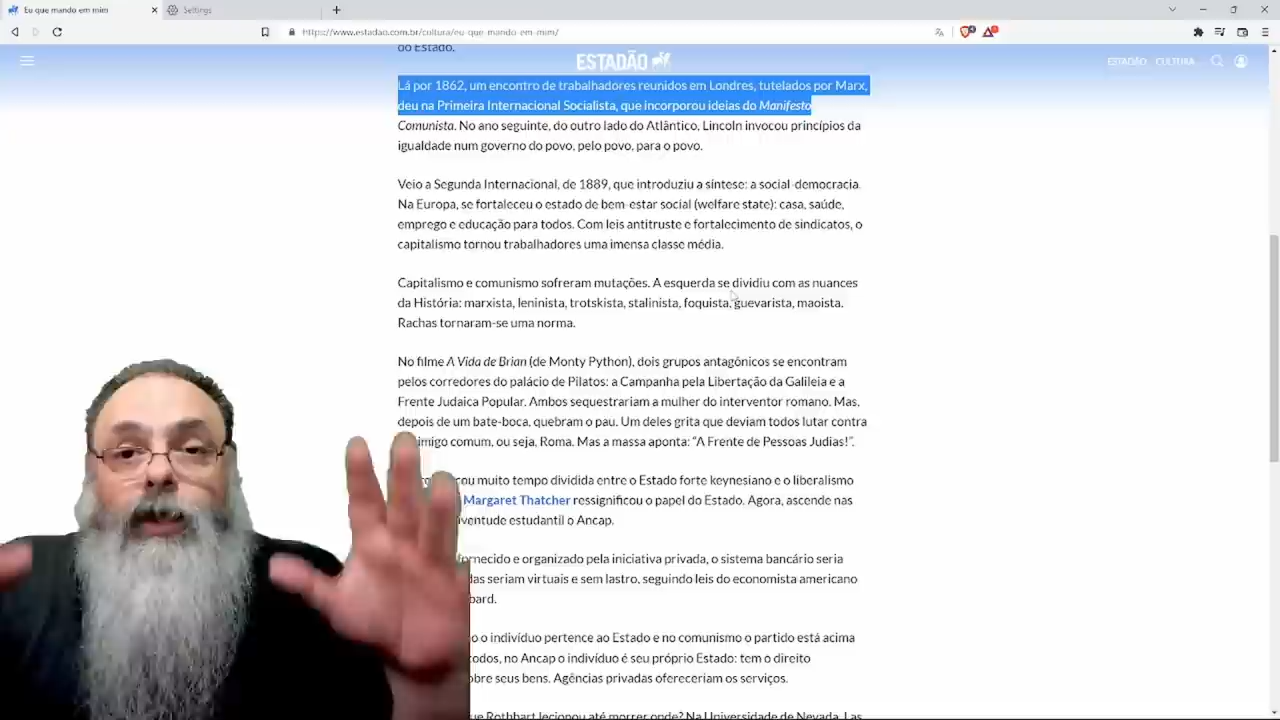 Eu que mando em mim
Settings
https://www.estadao.com.br/cultura/eu-que-mando-em-mim/
ESTADÃO
ESTADÃO CULTURA
do Estado.
Lá por 1862, um encontro de trabalhadores reunidos em Londres, tutelados por Marx,
deu na Primeira Internacional Socialista, que incorporou ideias do Manifesto
Comunista. No ano seguinte, do outro lado do Atlântico, Lincoln invocou princípios da
igualdade num governo do povo, pelo povo, para o povo.
Veio a Segunda Internacional, de 1889, que introduziu a síntese: a social-democracia.
Na Europa, se fortaleceu o estado de bem-estar social (welfare state): casa, saúde,
emprego e educação para todos. Com leis antitruste e fortalecimento de sindicatos, o
capitalismo tornou trabalhadores uma imensa classe média.
Capitalismo e comunismo sofreram mutações. A esquerda se dividiu com as nuances
da História: marxista, leninista, trotskista, stalinista, foquista, guevarista, maoista.
Rachas tornaram-se uma norma.
No filme A Vida de Brian (de Monty Python), dois grupos antagônicos se encontram
pelos corredores do palácio de Pilatos: a Campanha pela Libertação da Galileia e a
Frente Judaica Popular. Ambos sequestrariam a mulher do interventor romano. Mas,
depois de um bate-boca, quebram o pau. Um deles grita que deviam todos lutar contra
imigo comum, ou seja, Roma. Mas a massa aponta: “A Frente de Pessoas Judias!”.
ou muito tempo dividida entre o Estado forte keynesiano e o liberalismo
Margaret Thatcher ressignificou o papel do Estado. Agora, ascende nas
ventude estudantil o Ancap.
fornecido e organizado pela iniciativa privada, o sistema bancário seria
das seriam virtuais e sem lastro, seguindo leis do economista americano
bard.
o o indivíduo pertence ao Estado e no comunismo o partido está acima
todos, no Ancap o indivíduo é seu próprio Estado: tem o direito
obre seus bens. Agências privadas ofereceriam os serviços.
ue Rothbart lecionou até morrer onde? Na Universidade de Nevada, Las